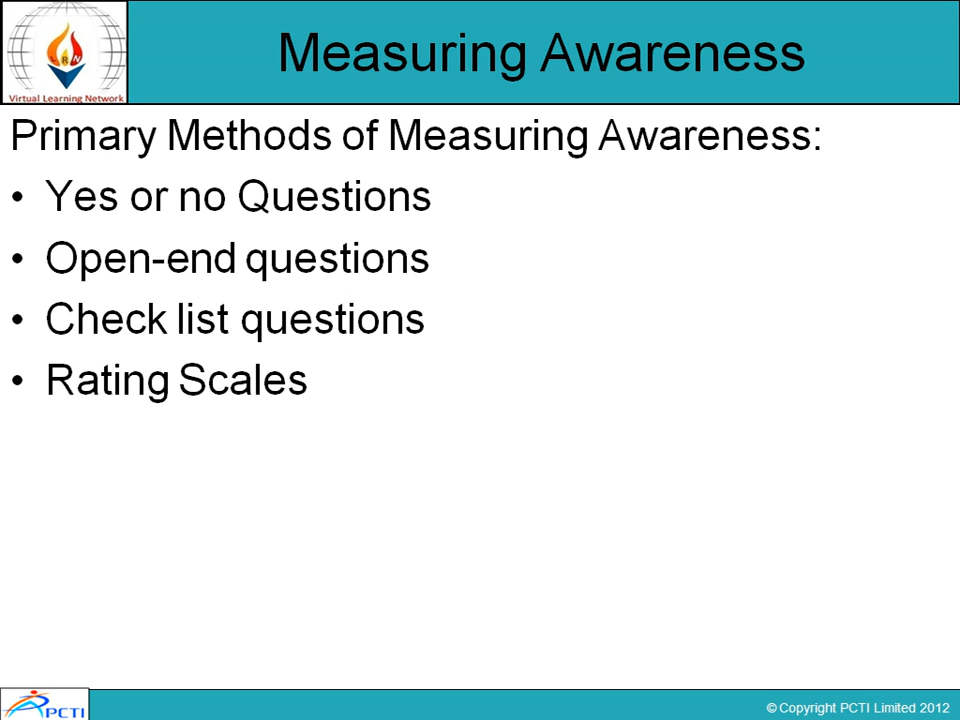 Measuring Awareness
LRN
Virtual Learning Network
Primary Methods of Measuring Awareness:
• Yes or no Questions
• Open-end questions
• Check list questions
• Rating Scales
PCTI
© Copyright PCTI Limited 2012